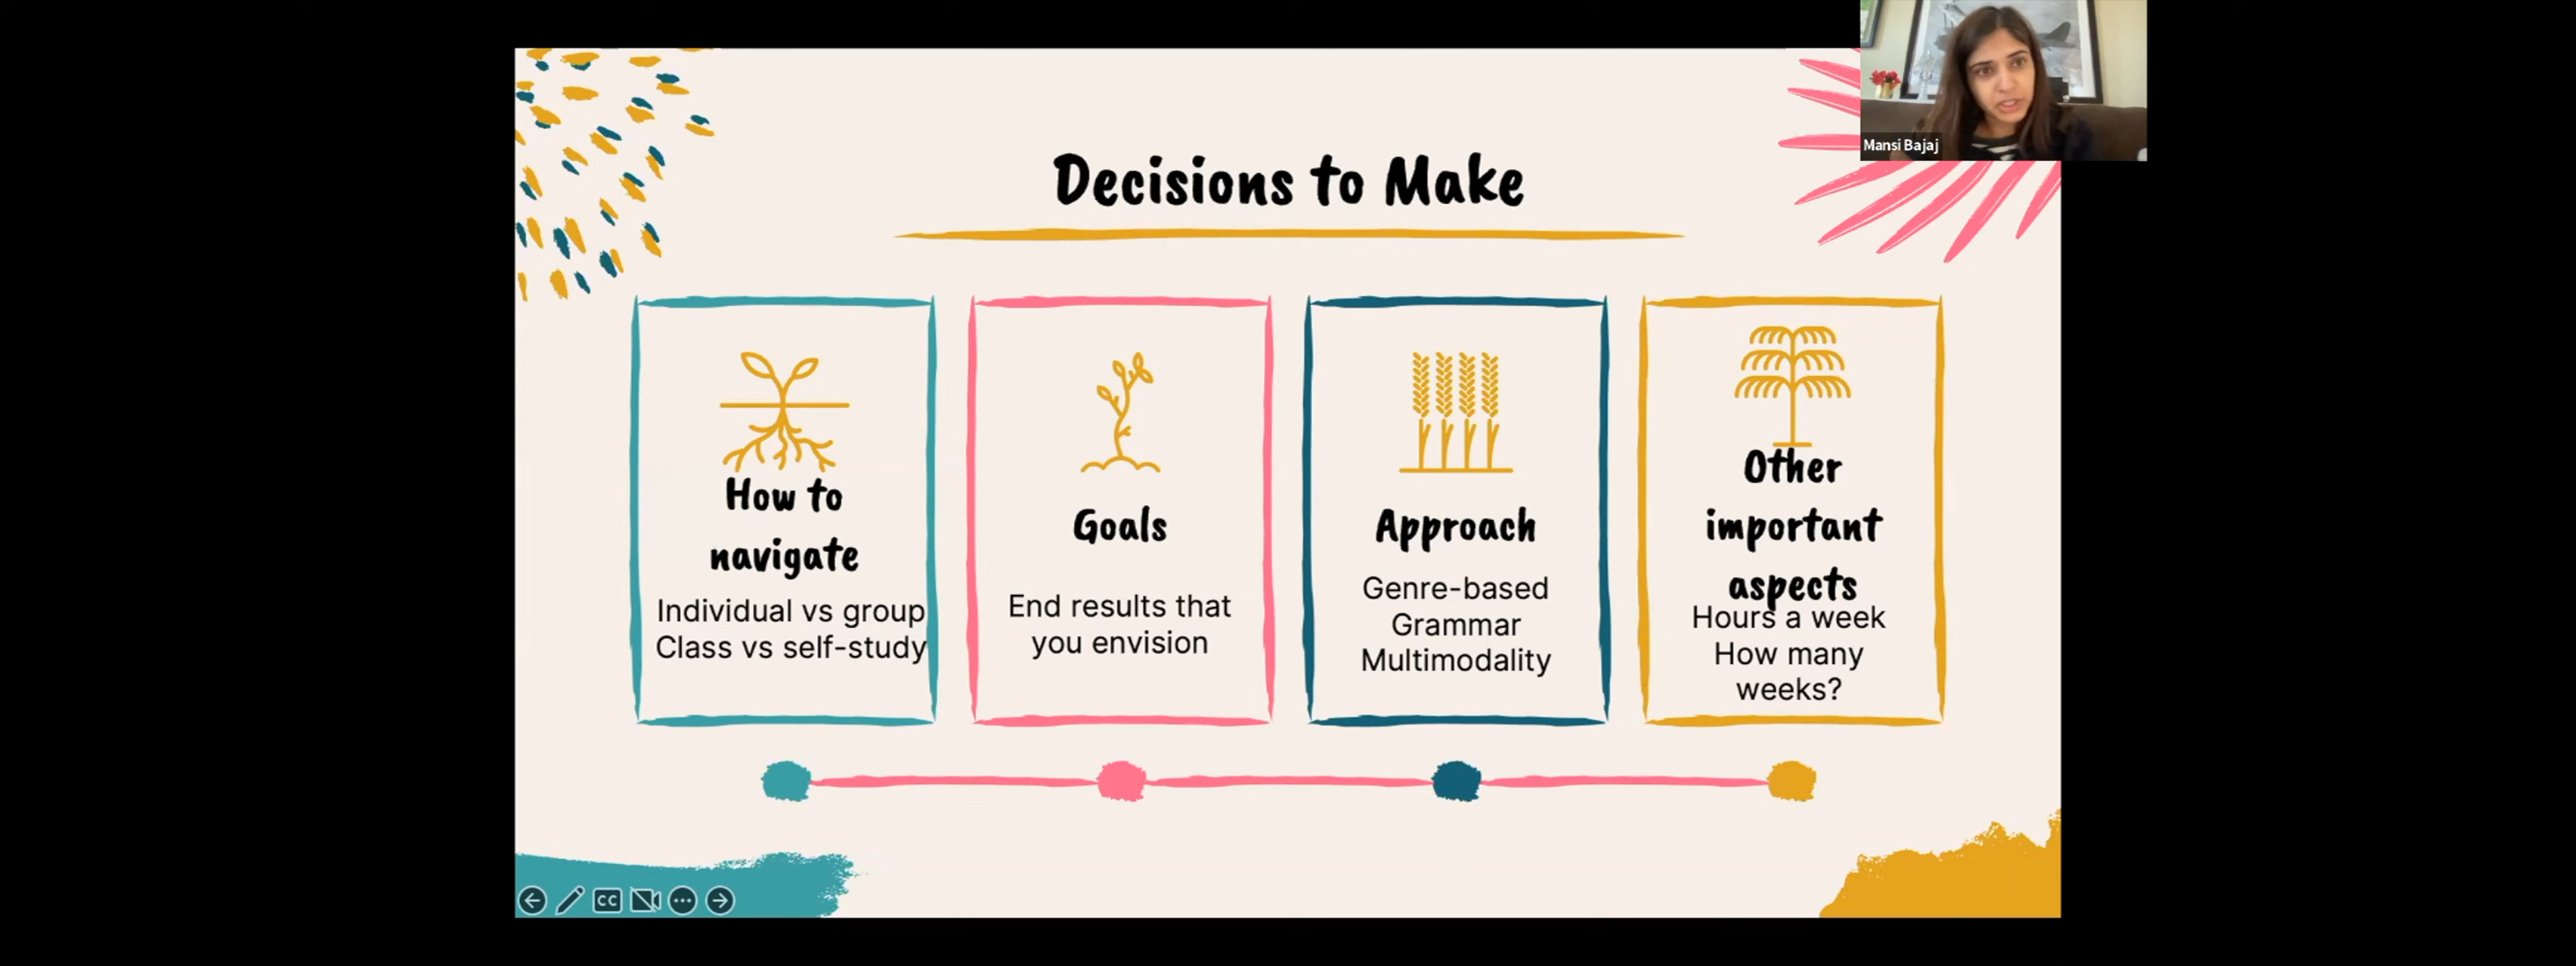 Mansi Bajaj
Decisions to Make
How to
navigate
Individual vs group
Class vs self-study
Goals
End results that
you envision
Approach
Genre-based
Grammar
Multimodality
Other
important
aspects
Hours a week
How many
weeks?
CC